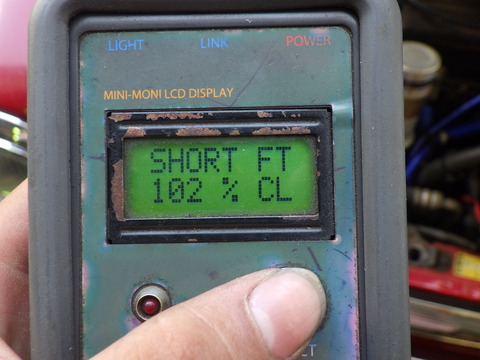 LIGHT LINK POWER
MINI-MONI LCD DISPLAY
SHORT FT
102 % CL